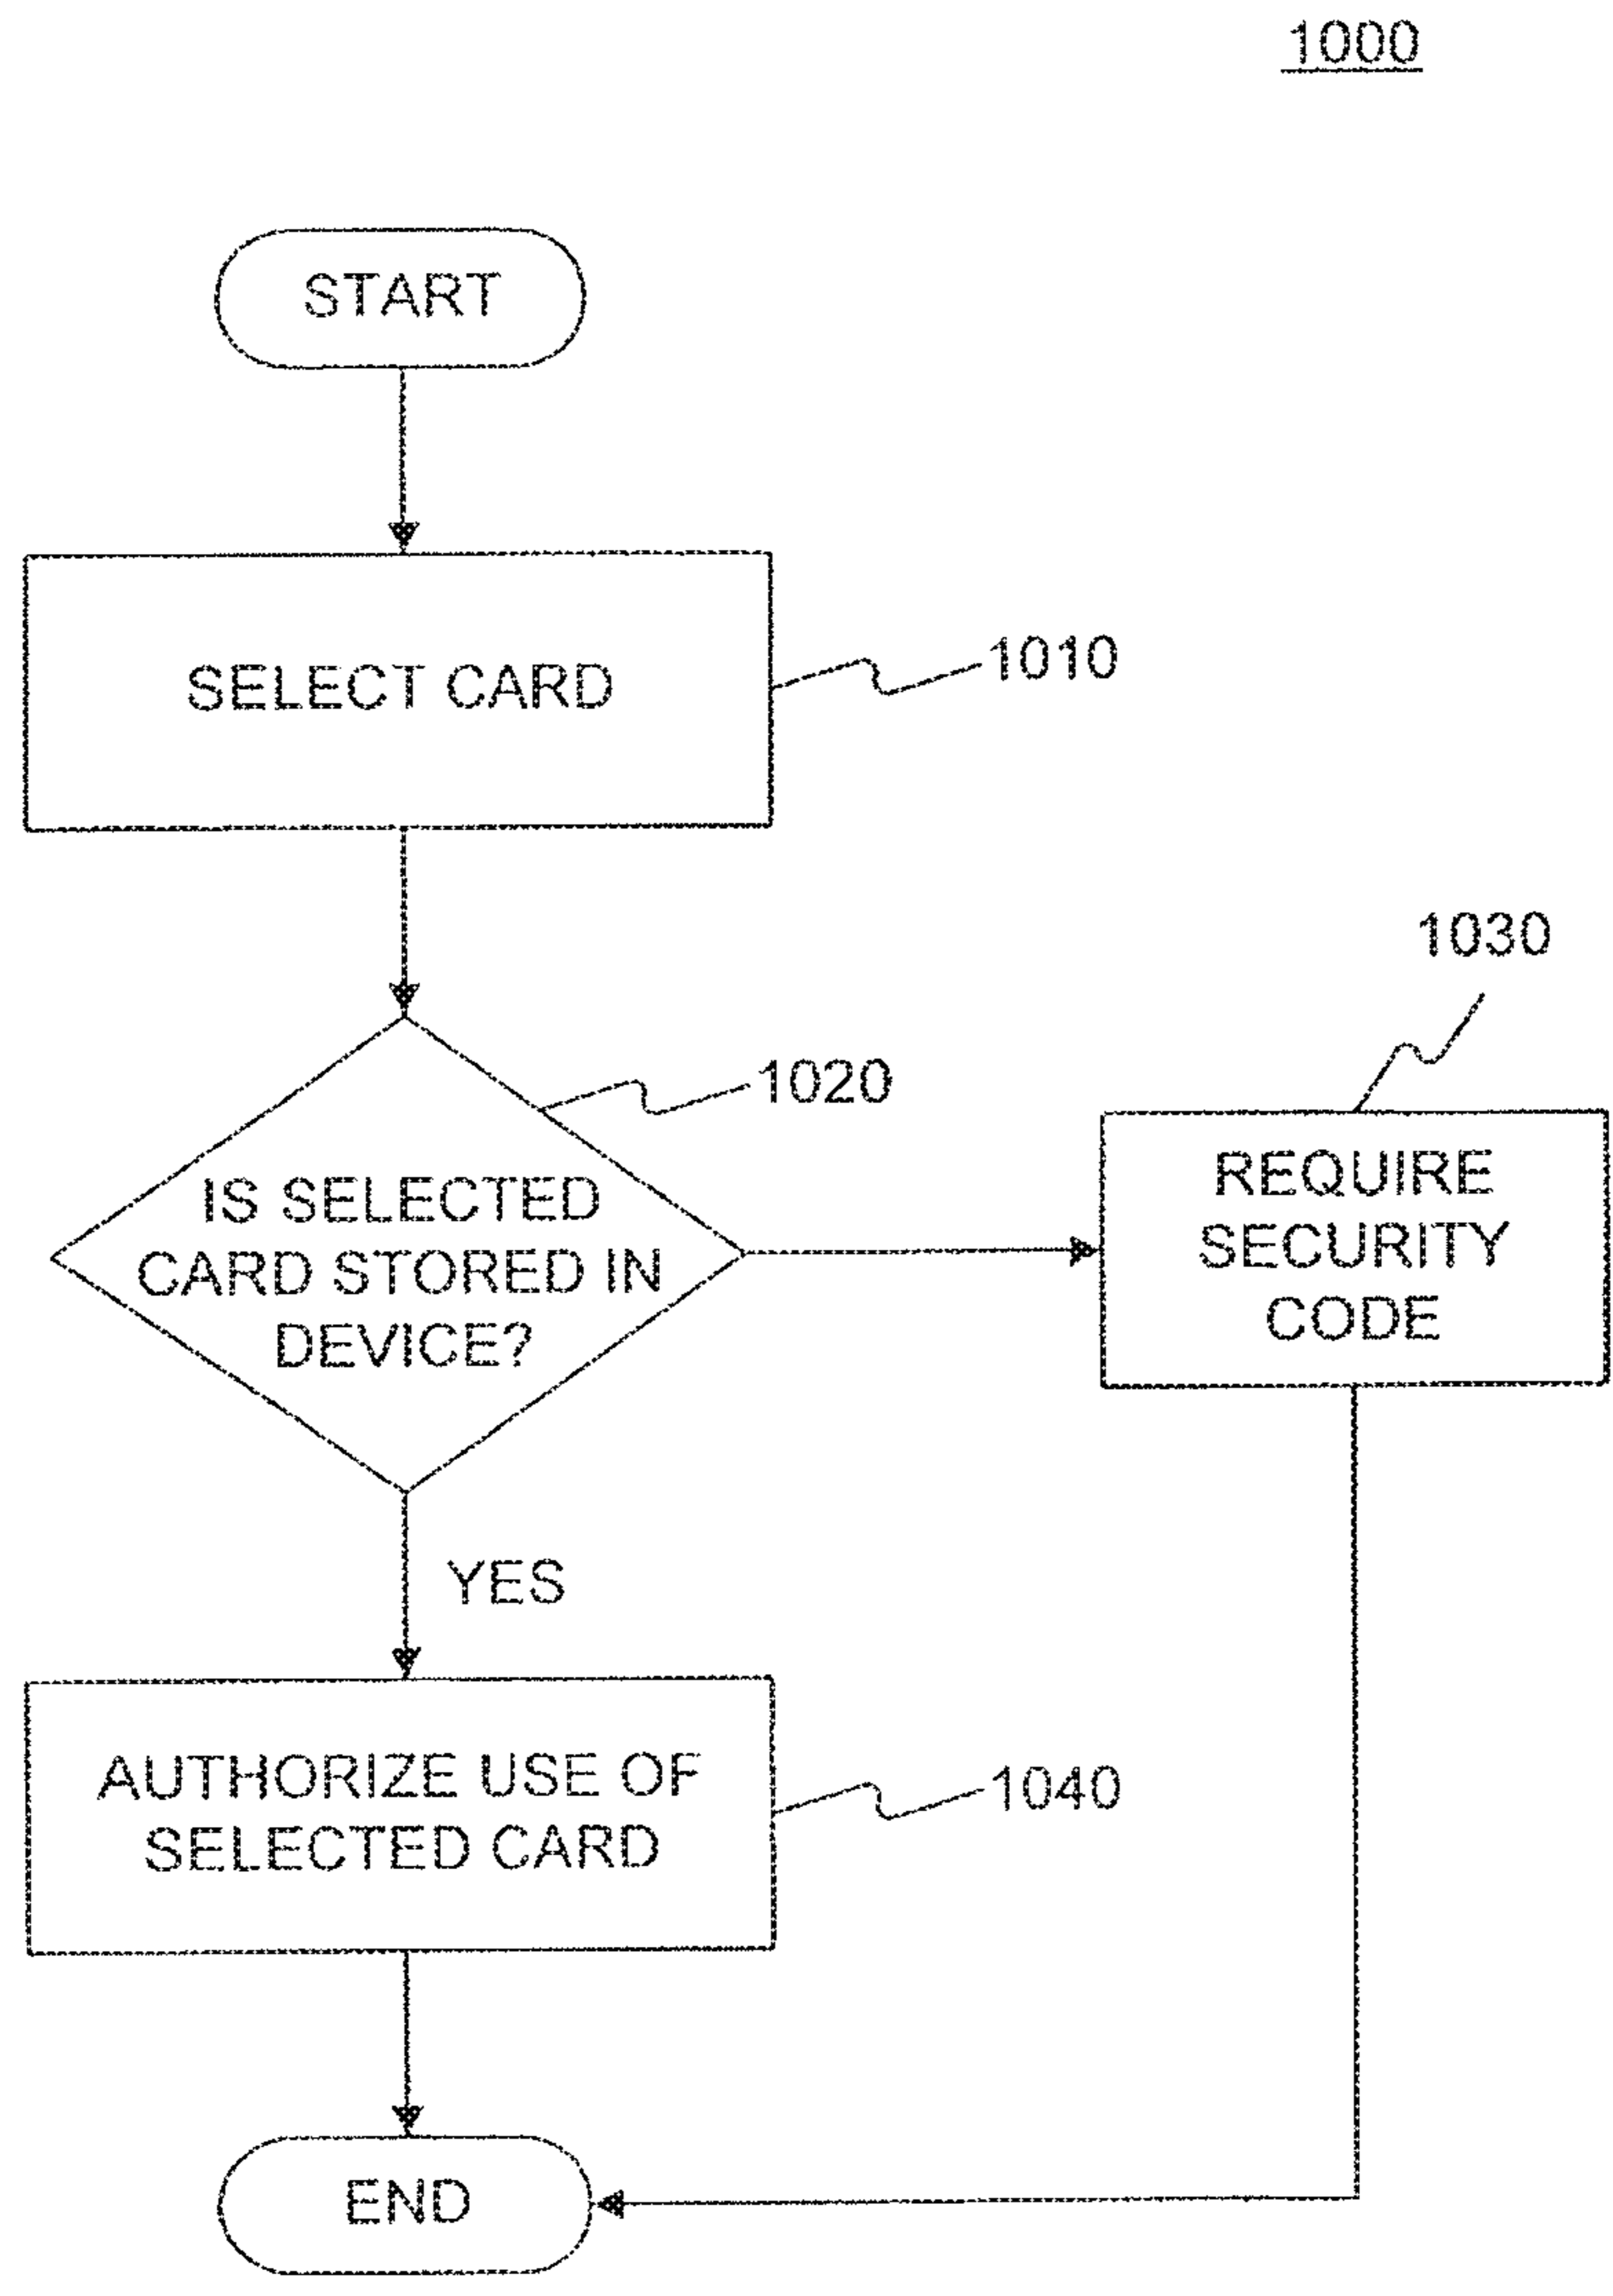 1000
START
SELECT CARD
1010
1020
1030
IS SELECTED
CARD STORED IN
DEVICE?
REQUIRE
SECURITY
CODE
YES
AUTHORIZE USE OF
SELECTED CARD
1040
END